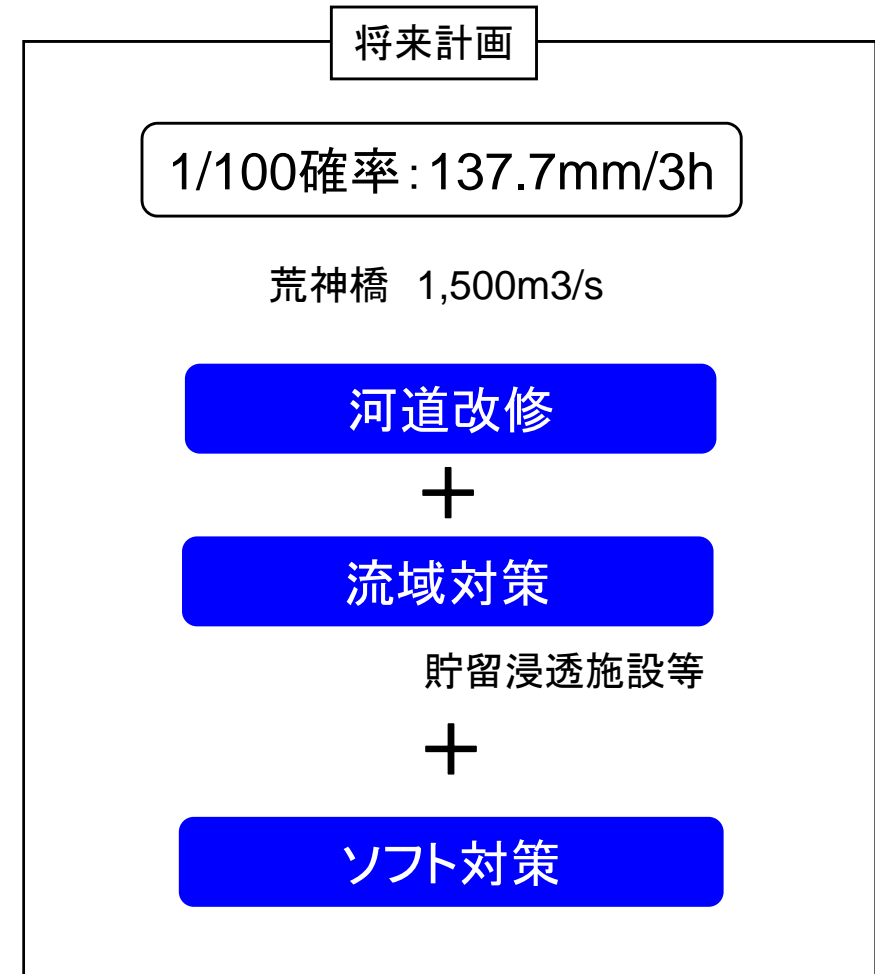 将来計画
1/100確率：137.7mm/3h
荒神橋　1,500m3/s
河道改修
＋
流域対策
貯留浸透施設等
＋
ソフト対策